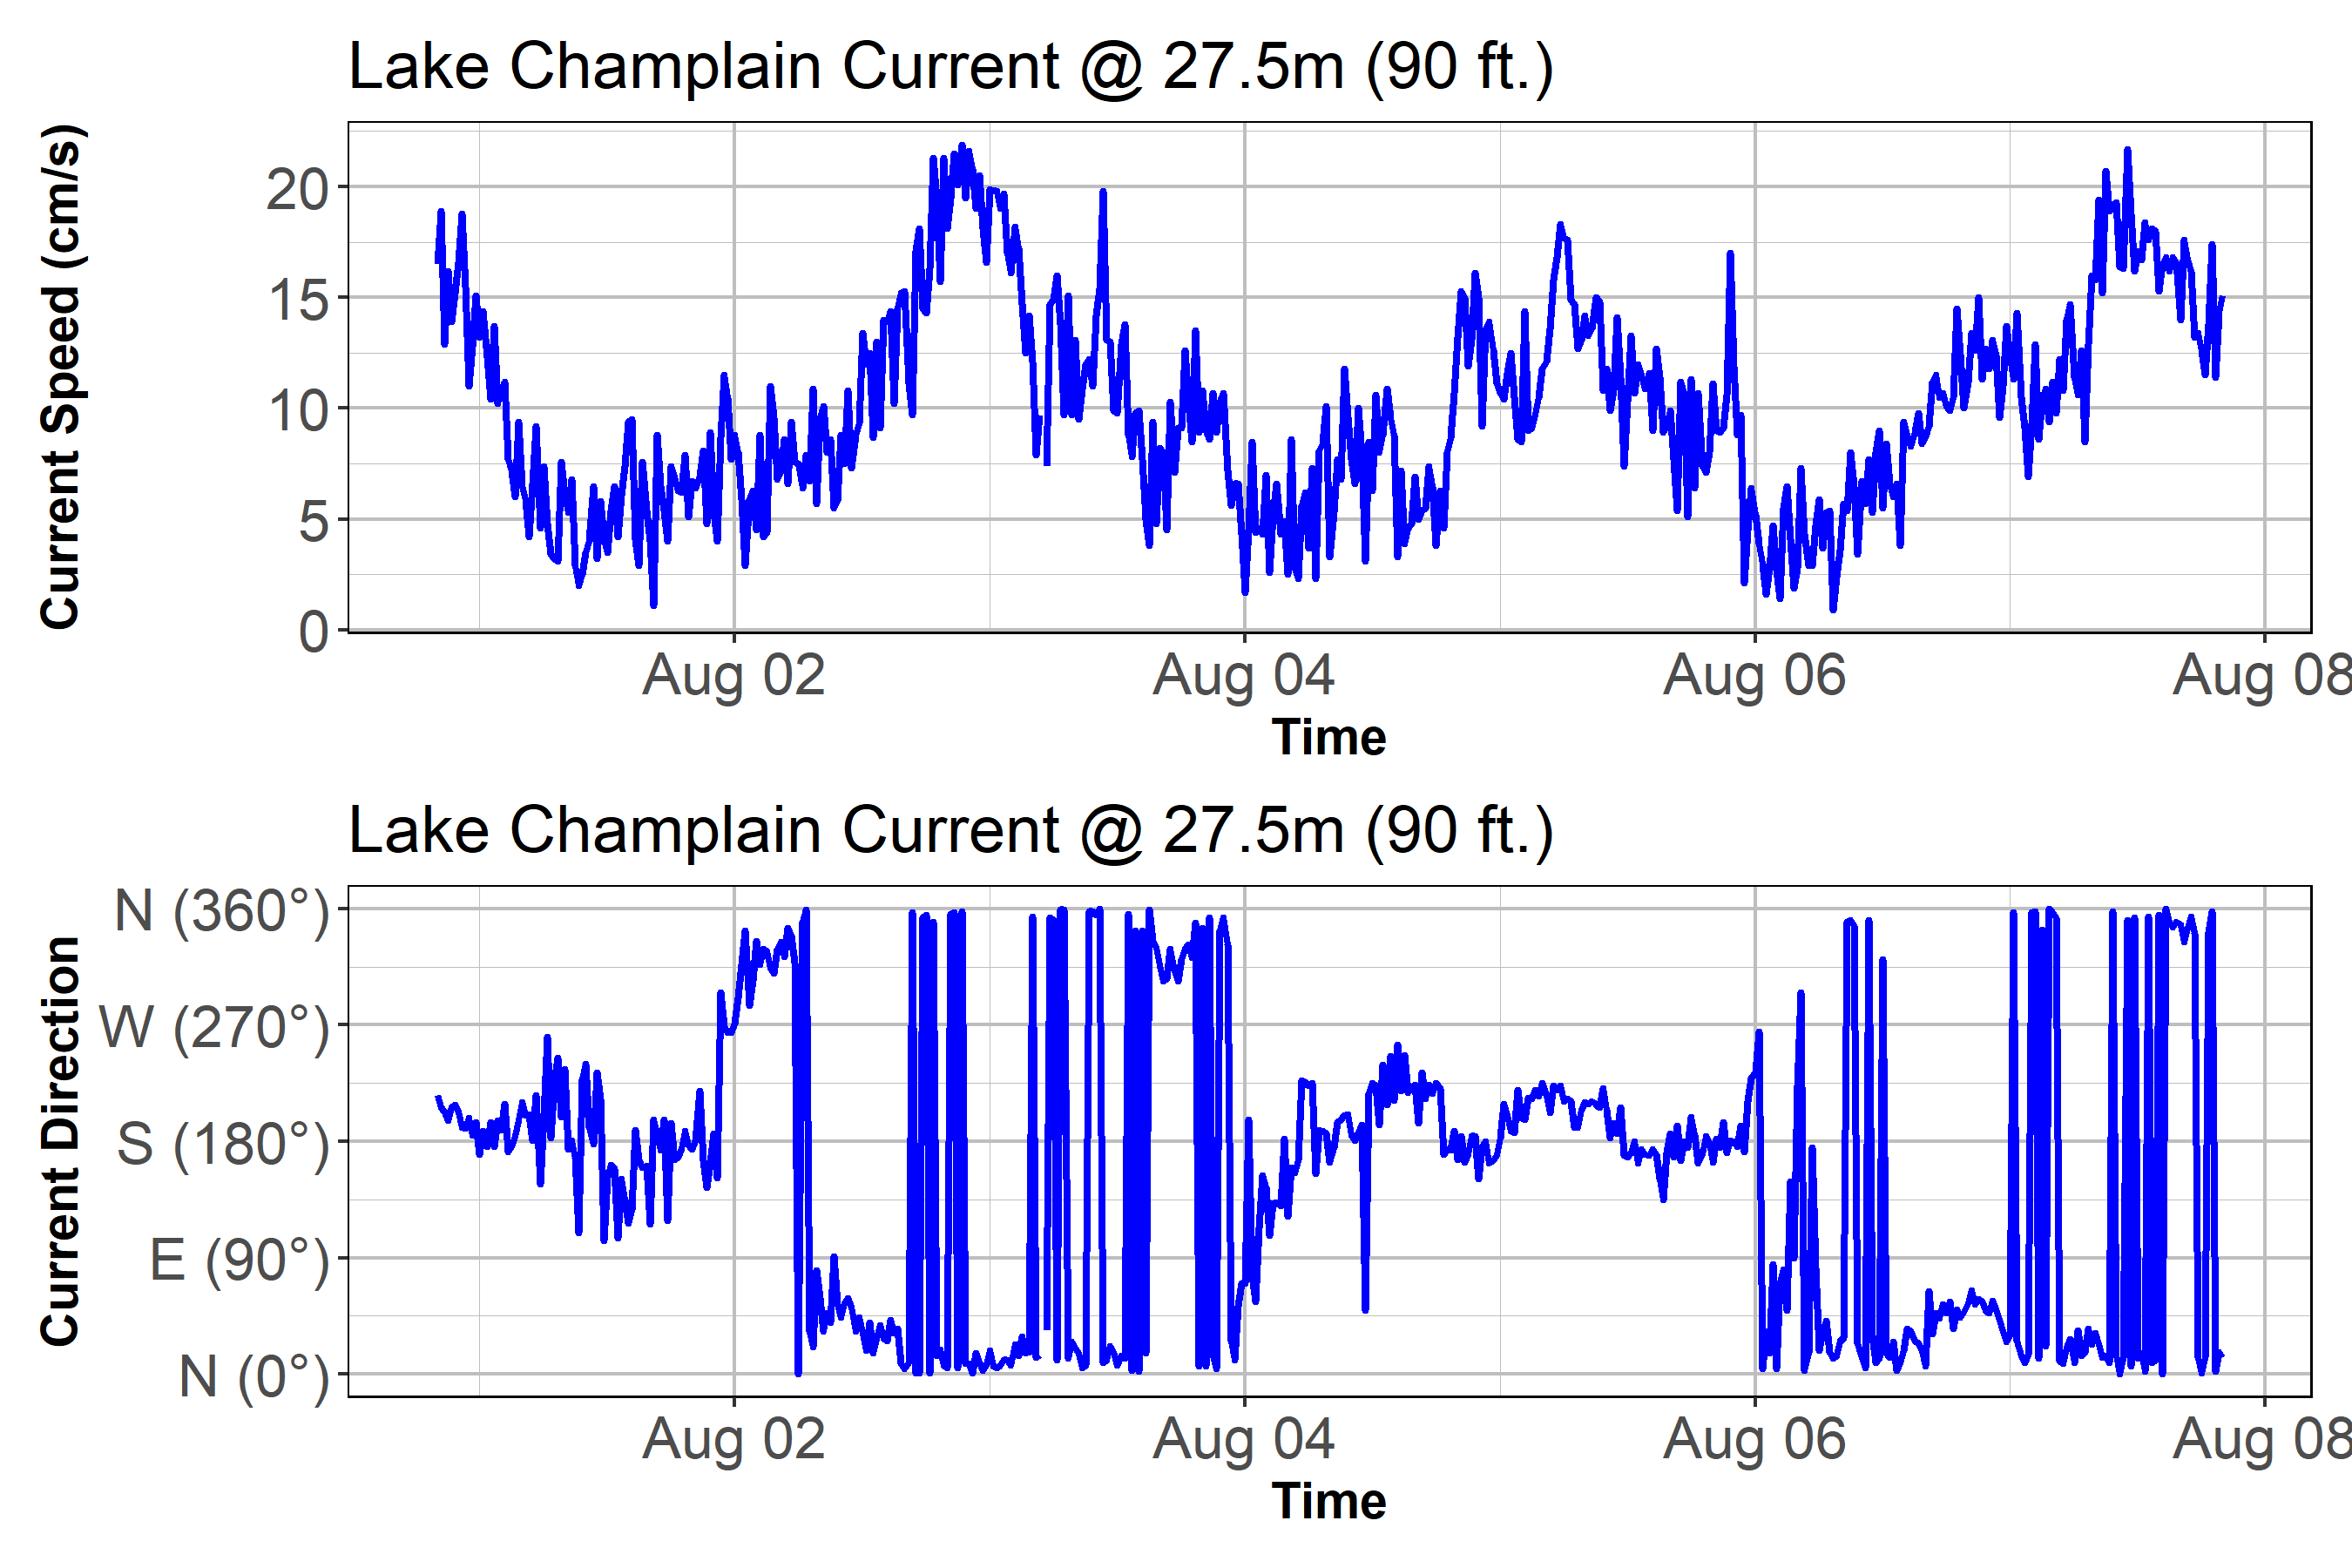 Lake Champlain Current @ 27.5m (90 ft.)
Current Speed (cm/s)
20
15
10
5
0
Aug 02 Aug 04 Aug 06 Aug 08
Time
Lake Champlain Current @ 27.5m (90 ft.)
Current Direction
N (360°)
W (270°)
S (180°)
E (90°)
N (0°)
Aug 02 Aug 04 Aug 06 Aug 08
Time